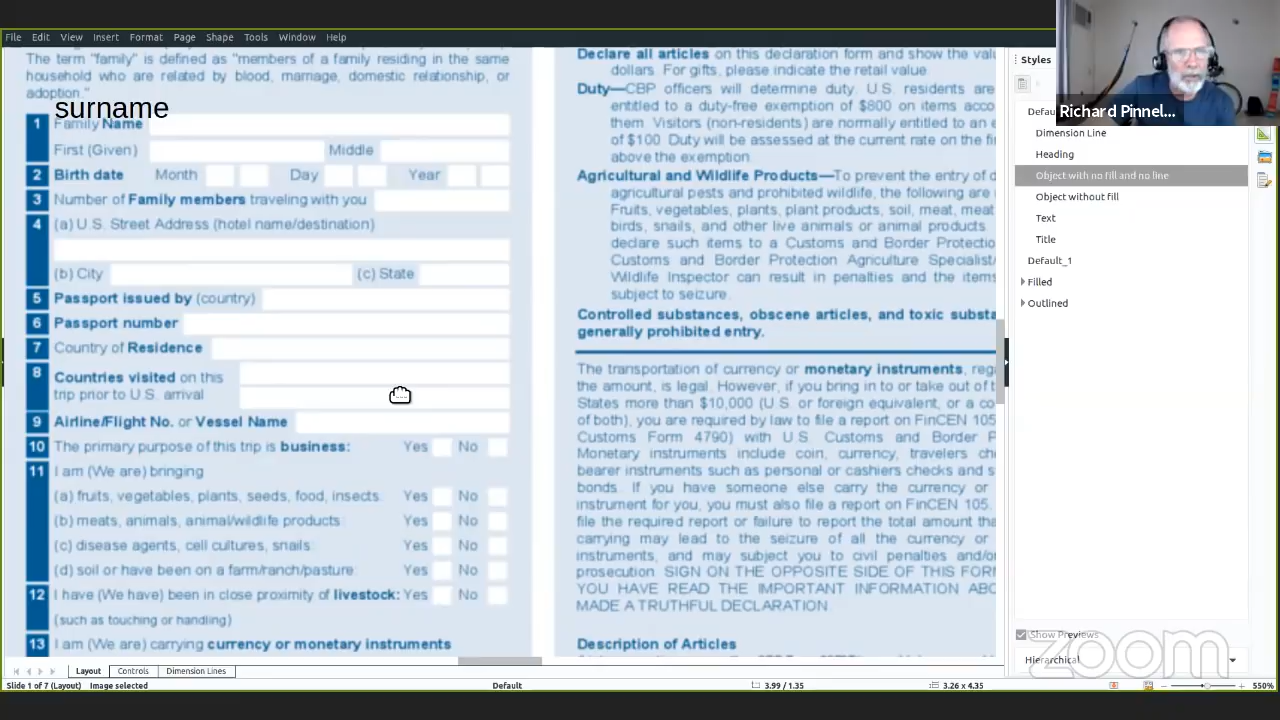 File Edit View Insert Format Page Shape Tools Window Help
The term "family" is defined as "members of a family residing in the same
household who are related by blood, marriage, domestic relationship, or
adoption."
surname
1 Family Name
First (Given) Middle
2 Birth date Month Day Year
3 Number of Family members traveling with you
4 (a) U.S. Street Address (hotel name/destination)
(b) City (c) State
5 Passport issued by (country)
6 Passport number
7 Country of Residence
8 Countries visited on this
trip prior to U.S. arrival
9 Airline/Flight No. or Vessel Name
10 The primary purpose of this trip is business: Yes No
11 I am (We are) bringing
(a) fruits, vegetables, plants, seeds, food, insects: Yes No
(b) meats, animals, animal/wildlife products: Yes No
(c) disease agents, cell cultures, snails: Yes No
(d) soil or have been on a farm/ranch/pasture: Yes No
12 I have (We have) been in close proximity of livestock: Yes No
(such as touching or handling)
13 I am (We are) carrying currency or monetary instruments
Declare all articles on this declaration form and show the val
dollars. For gifts, please indicate the retail value.
Duty—CBP officers will determine duty. U.S. residents are
entitled to a duty-free exemption of $800 on items acco
them. Visitors (non-residents) are normally entitled to an e
of $100. Duty will be assessed at the current rate on the fi
above the exemption.
Agricultural and Wildlife Products—To prevent the entry of d
agricultural pests and prohibited wildlife, the following are
Fruits, vegetables, plants, plant products, soil, meat, meat
birds, snails, and other live animals or animal products.
declare such items to a Customs and Border Protectio
Customs and Border Protection Agriculture Specialist/
Wildlife Inspector can result in penalties and the items
subject to seizure.
Controlled substances, obscene articles, and toxic substa
generally prohibited entry.
The transportation of currency or monetary instruments, rega
the amount, is legal. However, if you bring in to or take out of t
States more than $10,000 (U.S. or foreign equivalent, or a co
of both), you are required by law to file a report on FinCEN 105
Customs Form 4790) with U.S. Customs and Border P
Monetary instruments include coin, currency, travelers che
bearer instruments such as personal or cashiers checks and s
bonds. If you have someone else carry the currency or
instrument for you, you must also file a report on FinCEN 105.
file the required report or failure to report the total amount tha
carrying may lead to the seizure of all the currency or
instruments, and may subject you to civil penalties and/o
prosecution. SIGN ON THE OPPOSITE SIDE OF THIS FORM
YOU HAVE READ THE IMPORTANT INFORMATION ABO
MADE A TRUTHFUL DECLARATION.
Description of Articles
Styles
Defau
Dimension Line
Heading
Object with no fill and no line
Object without fill
Text
Title
Default_1
Filled
Outlined
Show Previews
Hierarchical
Richard Pinnel...
zoom
Layout Controls Dimension Lines
Slide 1 of 7 (Layout) Image selected Default 3.99 / 1.35 3.26 x 4.35 550%